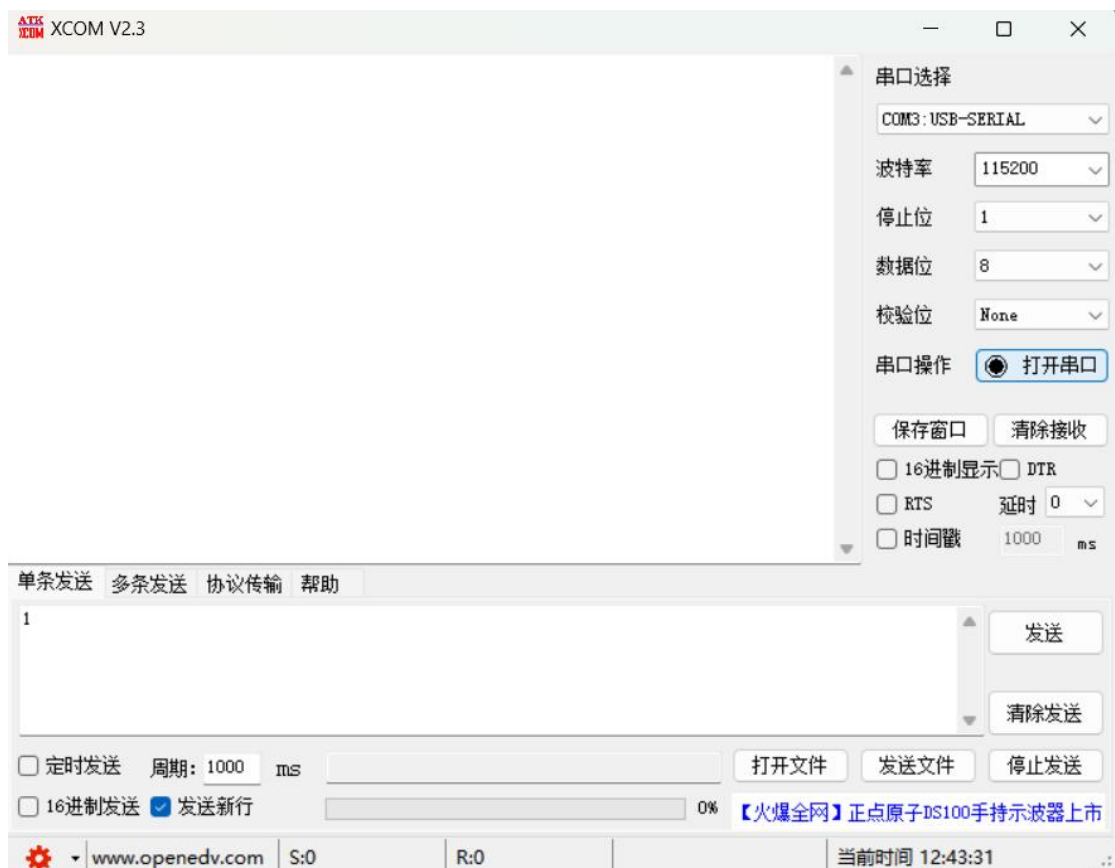 ATK XCOM XCOM V2.3
串口选择
COM3:USB-SERIAL
波特率 115200
停止位 1
数据位 8
校验位 None
串口操作 打开串口
保存窗口 清除接收
16进制显示 DTR
RTS 延时 0
时间戳 1000 ms
单条发送 多条发送 协议传输 帮助
1
发送
清除发送
定时发送 周期: 1000 ms 打开文件 发送文件 停止发送
16进制发送 发送新行 0% 【火爆全网】正点原子DS100手持示波器上市
www.openedv.com S:0 R:0 当前时间 12:43:31